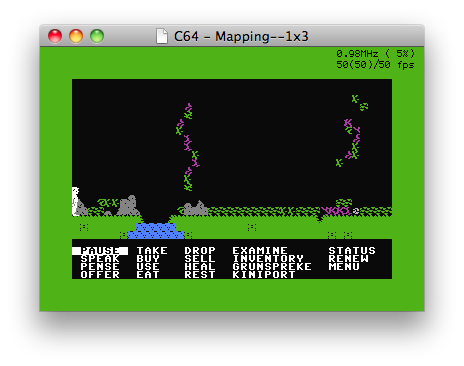 C64 - Mapping--1x3
0.98MHz ( 5%)
50(50)/50 fps
PAUSE TAKE DROP EXAMINE STATUS
SPEAK BUY SELL INVENTORY RENEW
PENSE USE HEAL GRUNSPREKE MENU
OFFER EAT REST KINIPORT